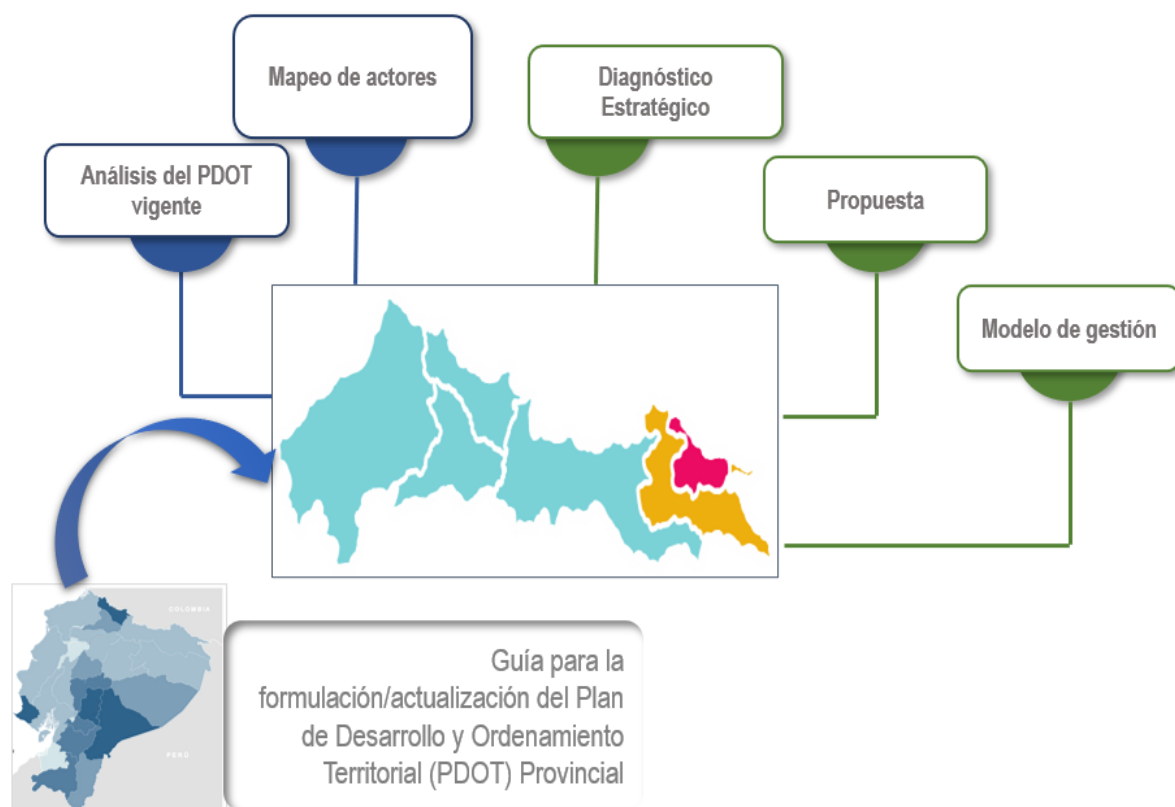 Mapeo de actores
Diagnóstico
Estratégico
Análisis del PDOT
vigente
Propuesta
Modelo de gestión
COLOMBIA
PERÚ
Guía para la
formulación/actualización del Plan
de Desarrollo y Ordenamiento
Territorial (PDOT) Provincial